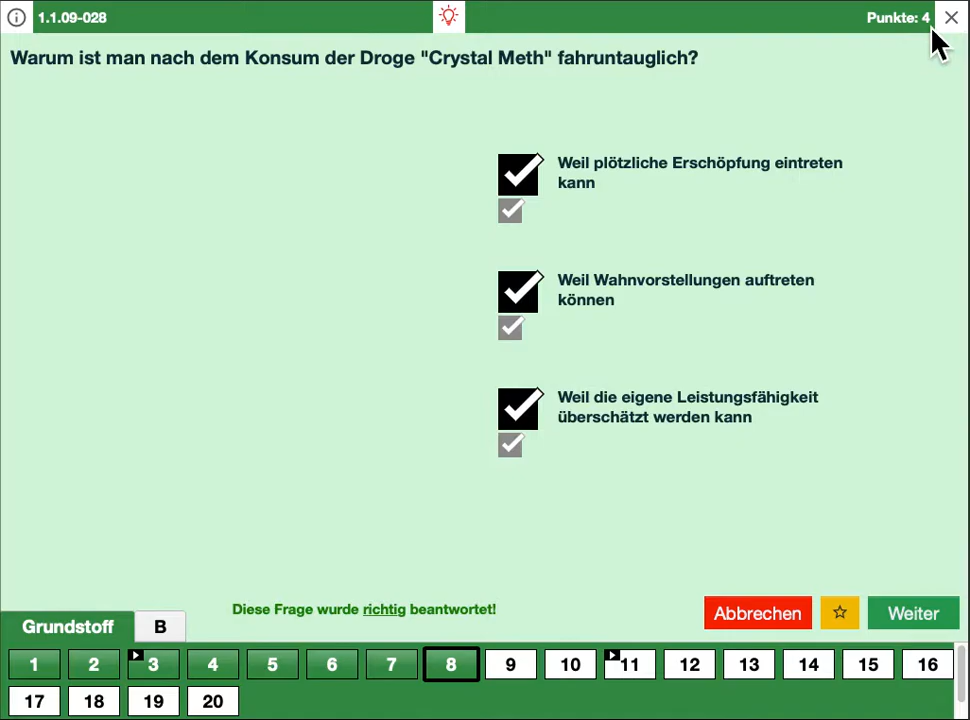 1.1.09-028
Punkte: 4
Warum ist man nach dem Konsum der Droge "Crystal Meth" fahruntauglich?
Weil plötzliche Erschöpfung eintreten
kann
Weil Wahnvorstellungen auftreten
können
Weil die eigene Leistungsfähigkeit
überschätzt werden kann
Diese Frage wurde richtig beantwortet!
Abbrechen
Weiter
Grundstoff
B
1 2 3 4 5 6 7 8 9 10 11 12 13 14 15 16
17 18 19 20